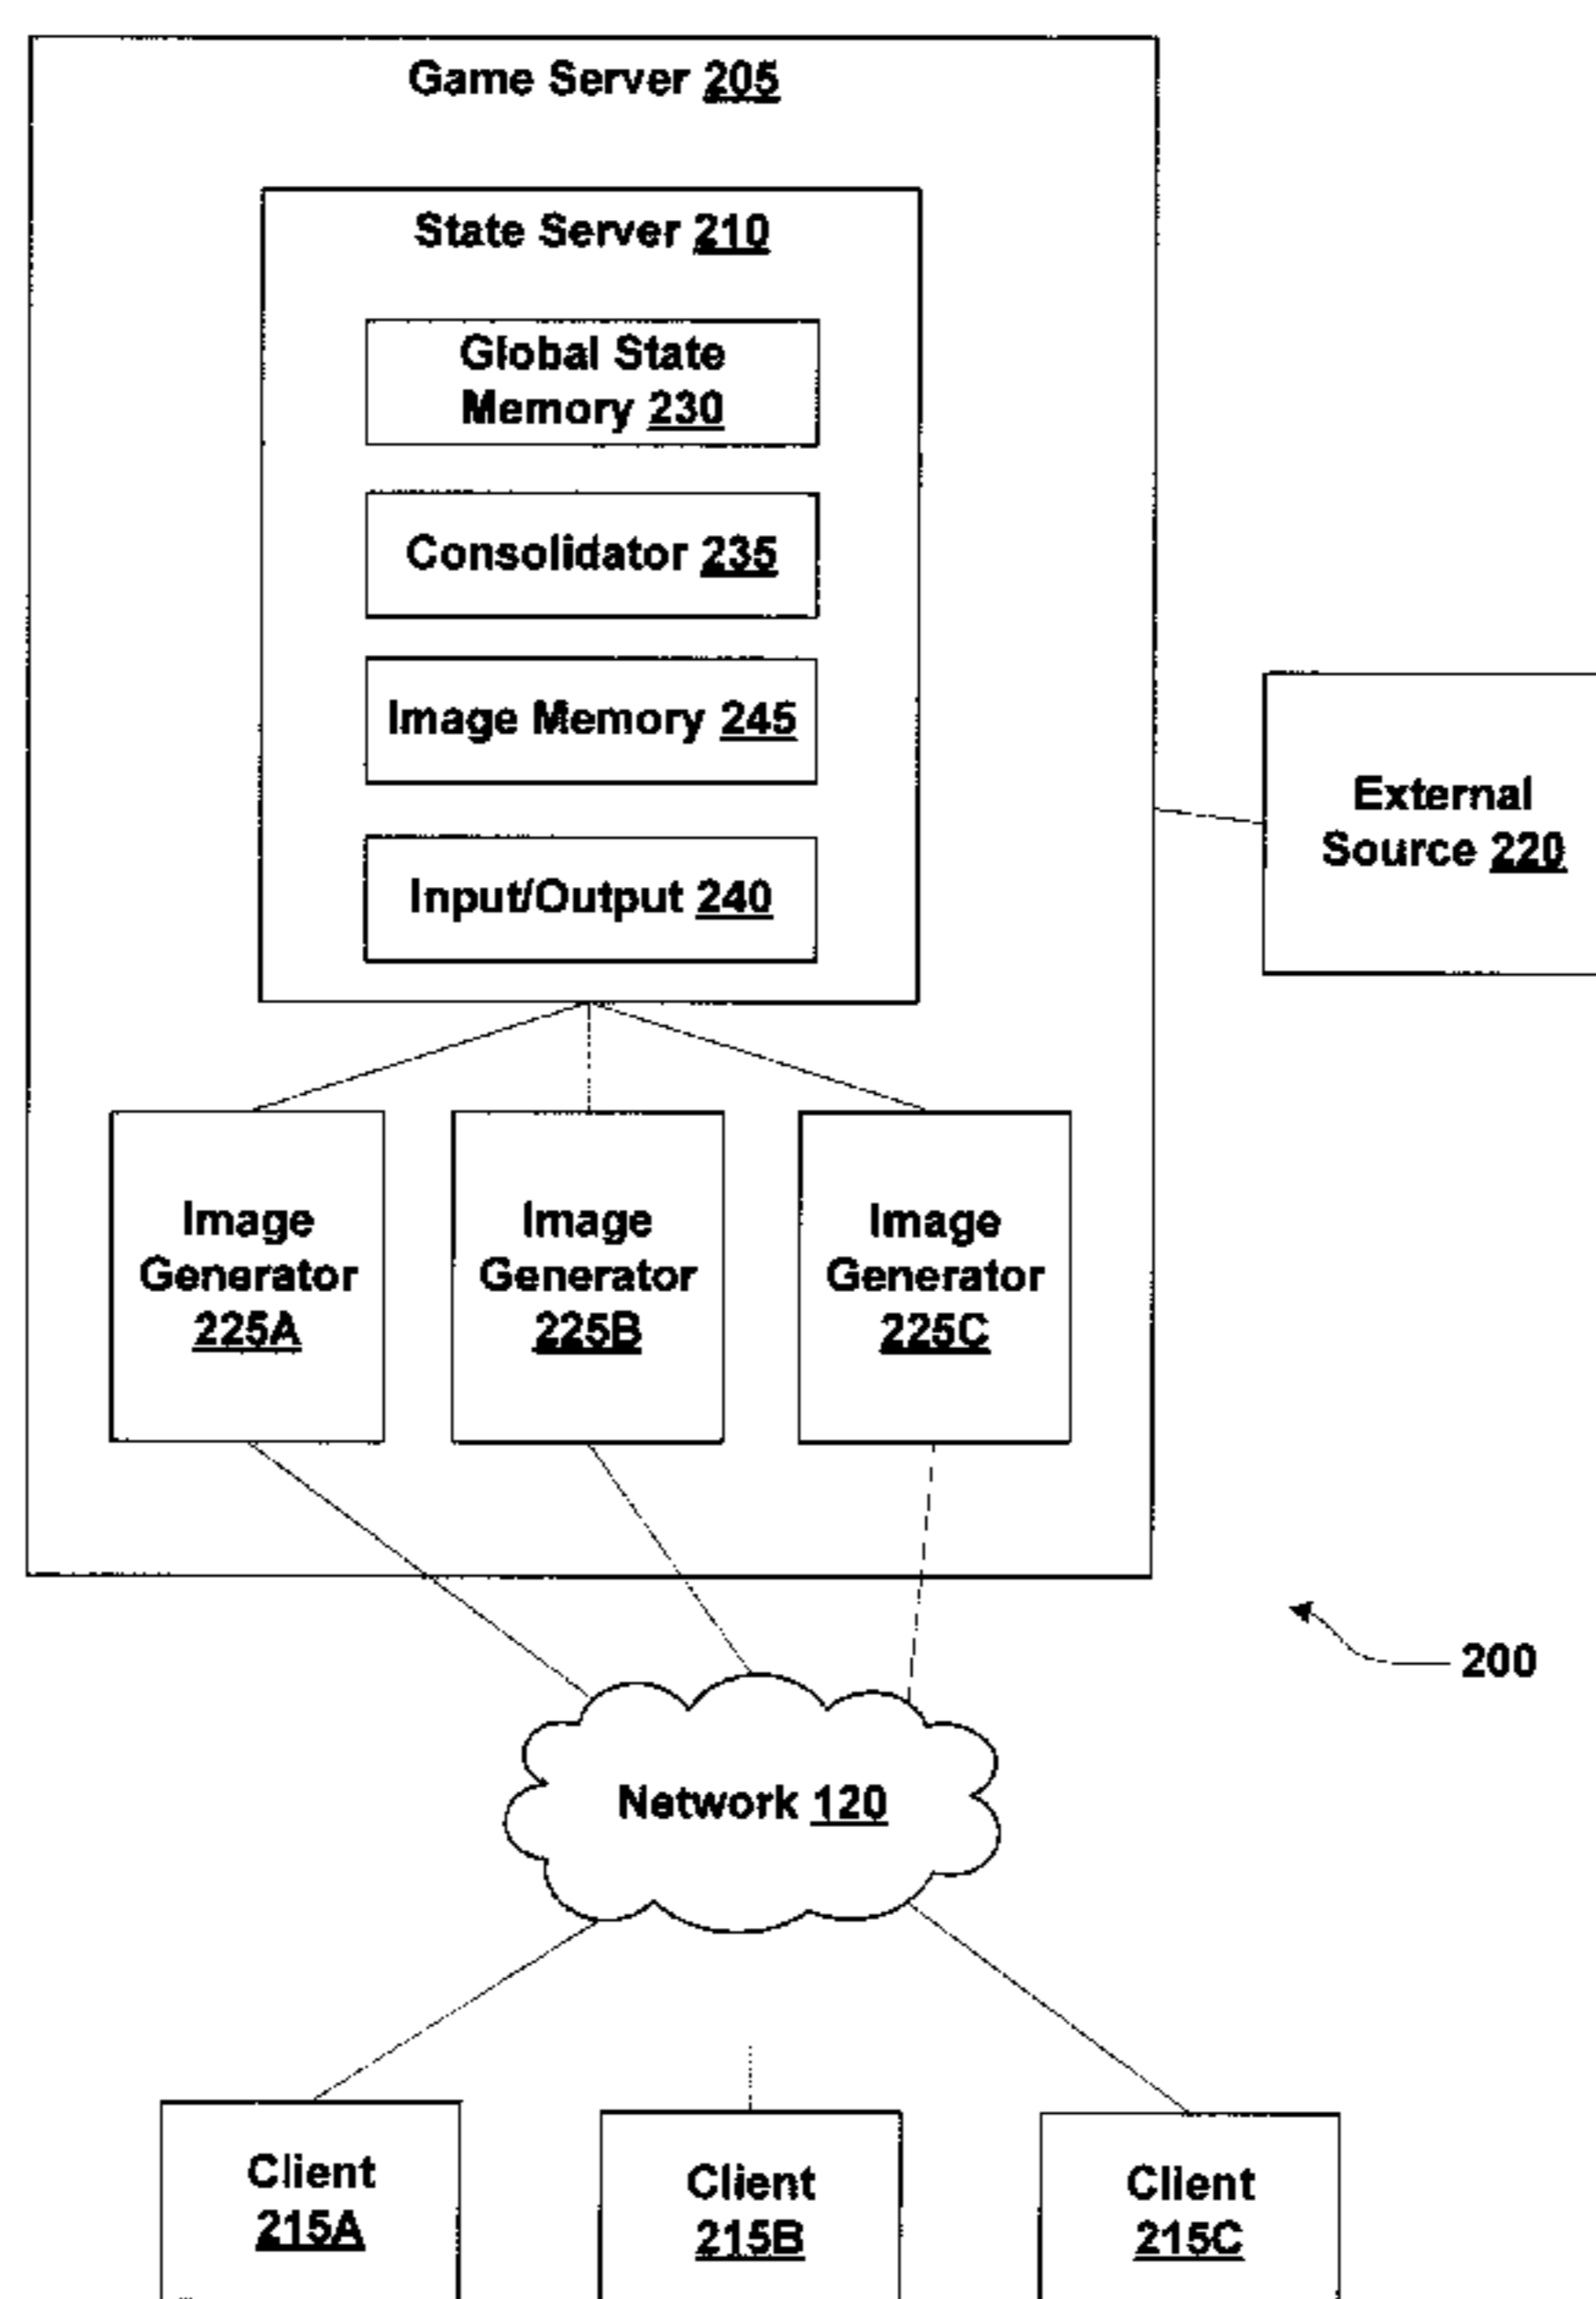 Game Server 205
State Server 210
Global State
Memory 230
Consolidator 235
Image Memory 245
Input/Output 240
External
Source 220
Image
Generator
225A
Image
Generator
225B
Image
Generator
225C
200
Network 120
Client
215A
Client
215B
Client
215C